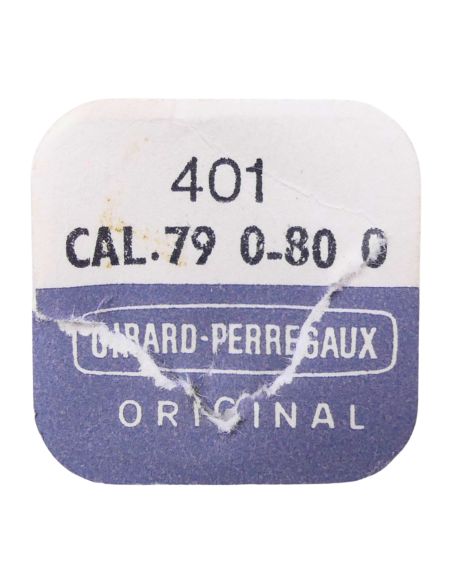 401
CAL.79 0-80 0
GIRARD-PERREGAUX
ORIGINAL